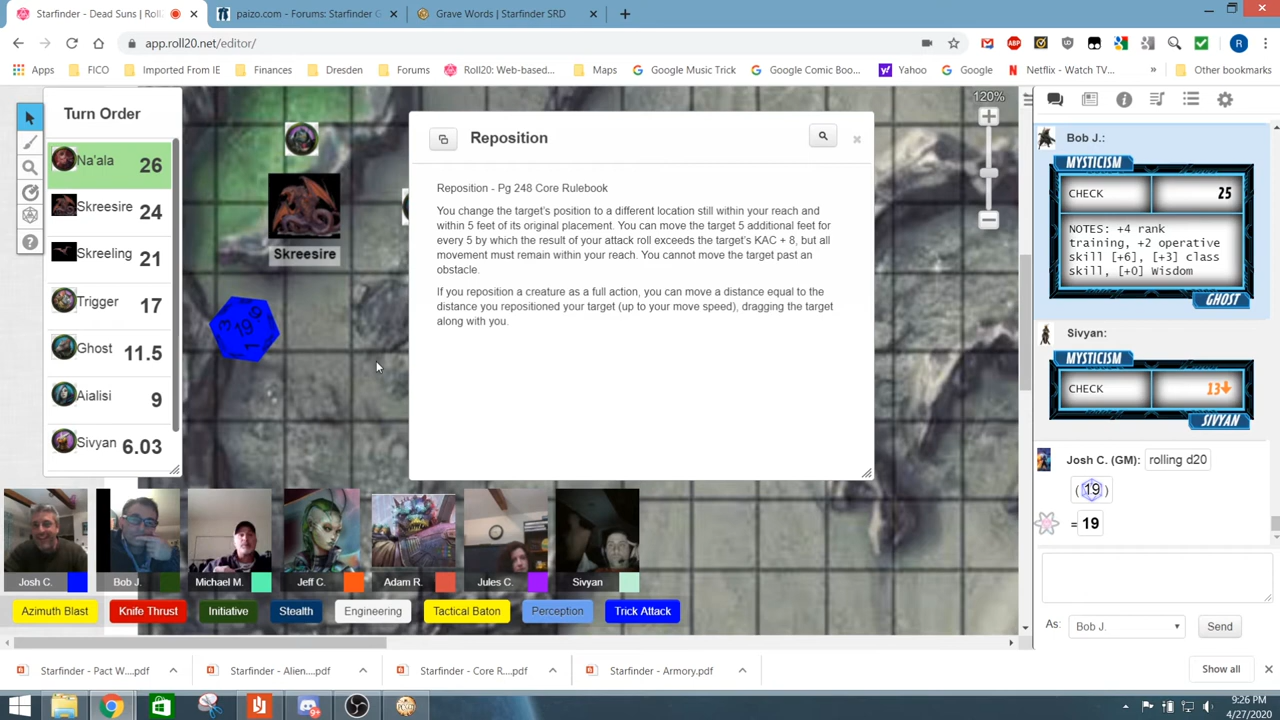 Starfinder - Dead Suns | Roll
paizo.com - Forums: Starfinder G
Grave Words | Starfinder SRD
app.roll20.net/editor/
Apps
FICO
Imported From IE
Finances
Dresden
Forums
Roll20: Web-based...
Maps
Google Music Trick
Google Comic Boo...
Yahoo
Google
Netflix - Watch TV...
Other bookmarks
Turn Order
Na'ala 26
Skreesire 24
Skreeling 21
Trigger 17
Ghost 11.5
Aialisi 9
Sivyan 6.03
Skreesire
120%
Reposition
Reposition - Pg 248 Core Rulebook
You change the target's position to a different location still within your reach and
within 5 feet of its original placement. You can move the target 5 additional feet for
every 5 by which the result of your attack roll exceeds the target's KAC + 8, but all
movement must remain within your reach. You cannot move the target past an
obstacle.
If you reposition a creature as a full action, you can move a distance equal to the
distance you repositioned your target (up to your move speed), dragging the target
along with you.
Bob J.:
MYSTICISM
CHECK 25
NOTES: +4 rank
training, +2 operative
skill [+6], [+3] class
skill, [+0] Wisdom
GHOST
Sivyan:
MYSTICISM
CHECK 13
SIVYAN
Josh C. (GM): rolling d20
(19)
=19
As: Bob J.
Send
Josh C.
Bob J.
Michael M.
Jeff C.
Adam R.
Jules C.
Sivyan
Azimuth Blast
Knife Thrust
Initiative
Stealth
Engineering
Tactical Baton
Perception
Trick Attack
Starfinder - Pact W....pdf
Starfinder - Alien....pdf
Starfinder - Core R....pdf
Starfinder - Armory.pdf
Show all
9:26 PM
4/27/2020